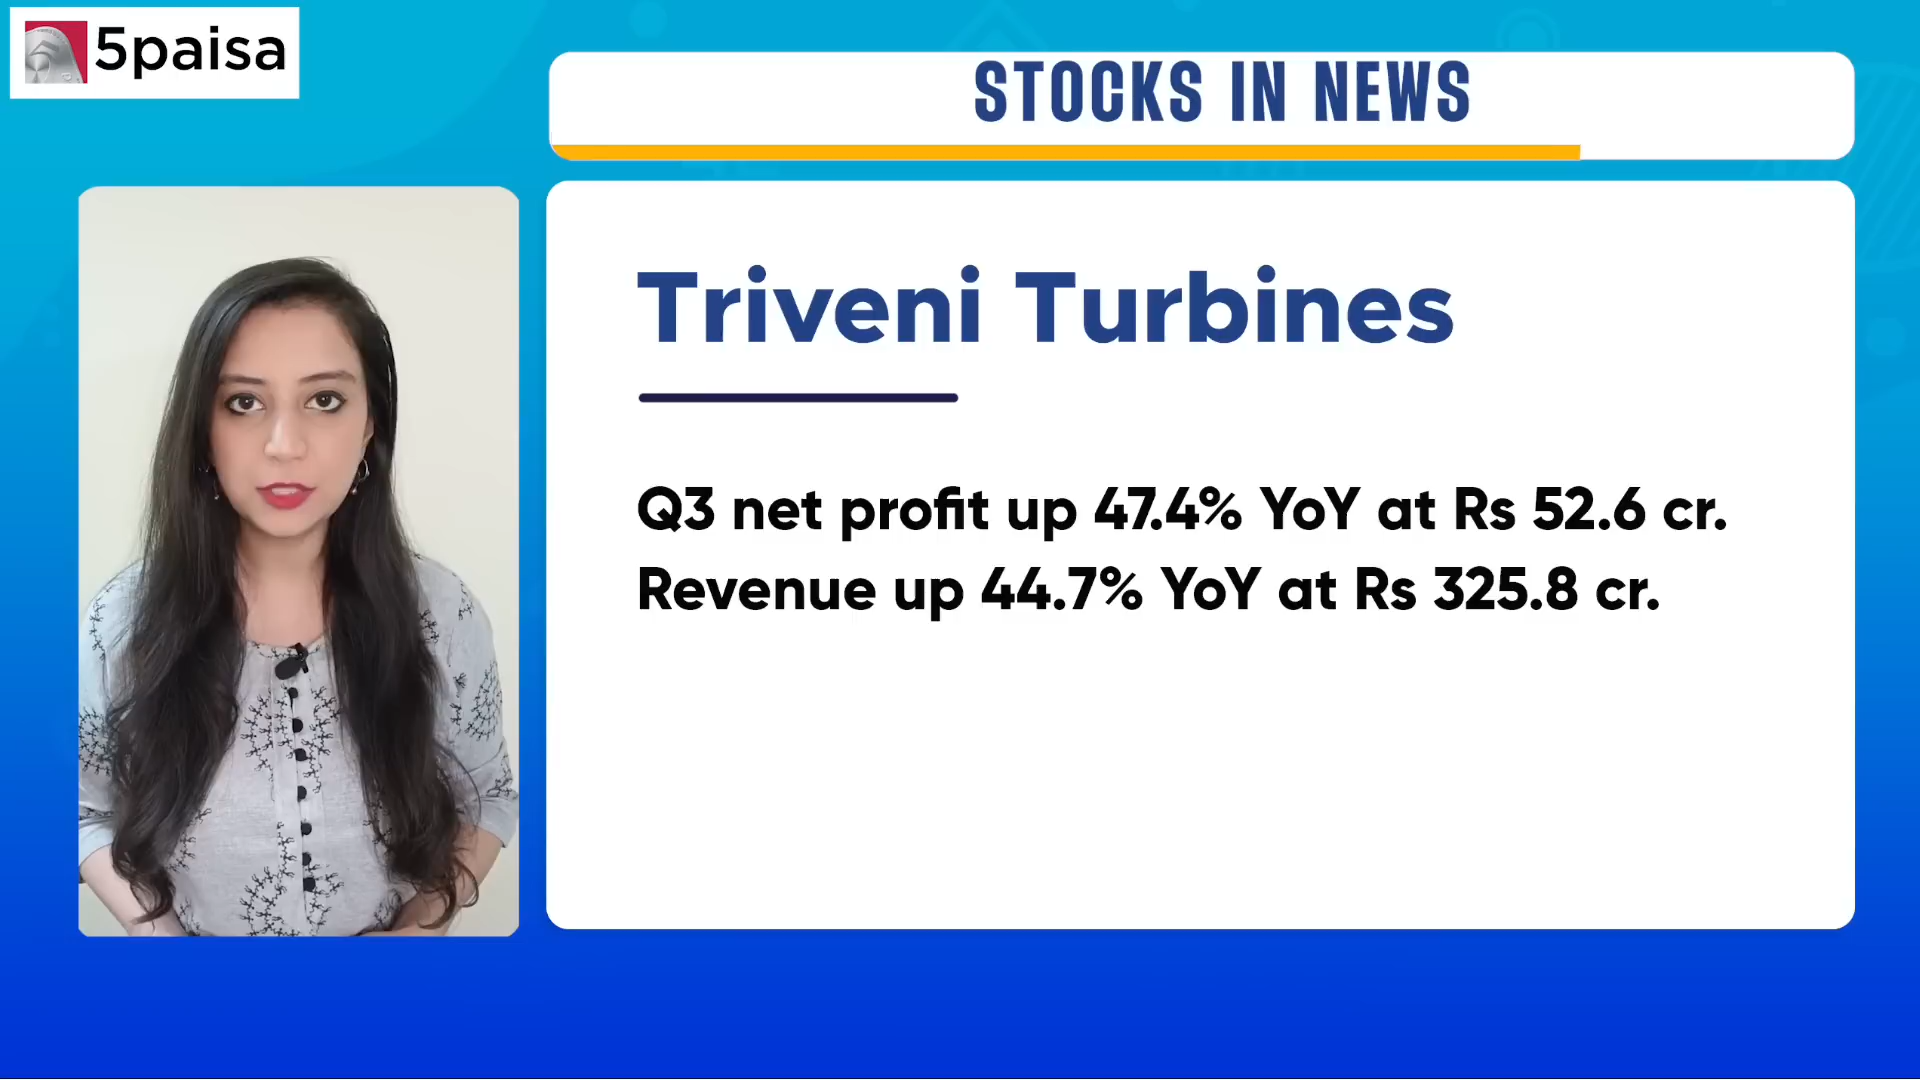 5paisa
STOCKS IN NEWS
Triveni Turbines
Q3 net profit up 47.4% YoY at Rs 52.6 cr.
Revenue up 44.7% YoY at Rs 325.8 cr.